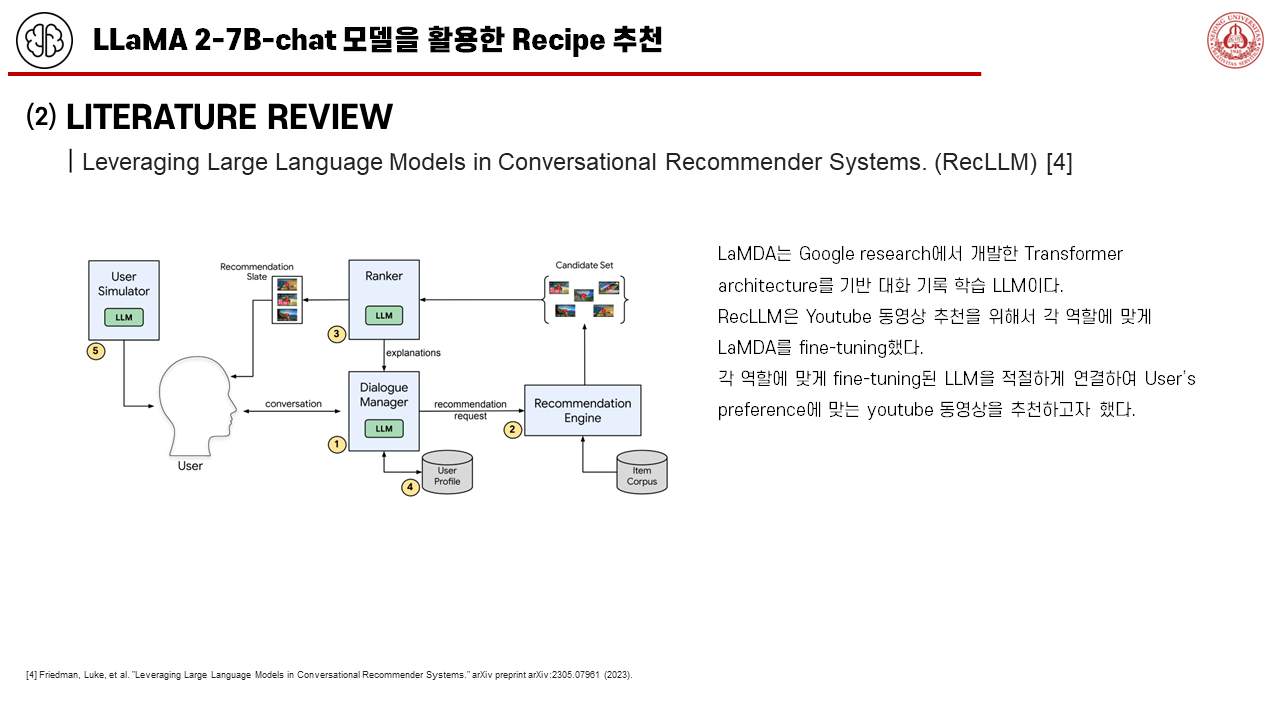 LLaMA 2-7B-chat 모델을 활용한 Recipe 추천
SEJONG UNIVERSITAS
(2) LITERATURE REVIEW
| Leveraging Large Language Models in Conversational Recommender Systems. (RecLLM) [4]
User
Simulator
LLM
5
Recommendation
Slate
Ranker
LLM
3
Candidate Set
explanations
Dialogue
Manager
LLM
1
conversation
User
recommendation
request
2
Recommendation
Engine
4
User
Profile
Item
Corpus
LaMDA는 Google research에서 개발한 Transformer
architecture를 기반 대화 기록 학습 LLM이다.
RecLLM은 Youtube 동영상 추천을 위해서 각 역할에 맞게
LaMDA를 fine-tuning했다.
각 역할에 맞게 fine-tuning된 LLM을 적절하게 연결하여 User's
preference에 맞는 youtube 동영상을 추천하고자 했다.
[4] Friedman, Luke, et al. "Leveraging Large Language Models in Conversational Recommender Systems." arXiv preprint arXiv:2305.07961 (2023).